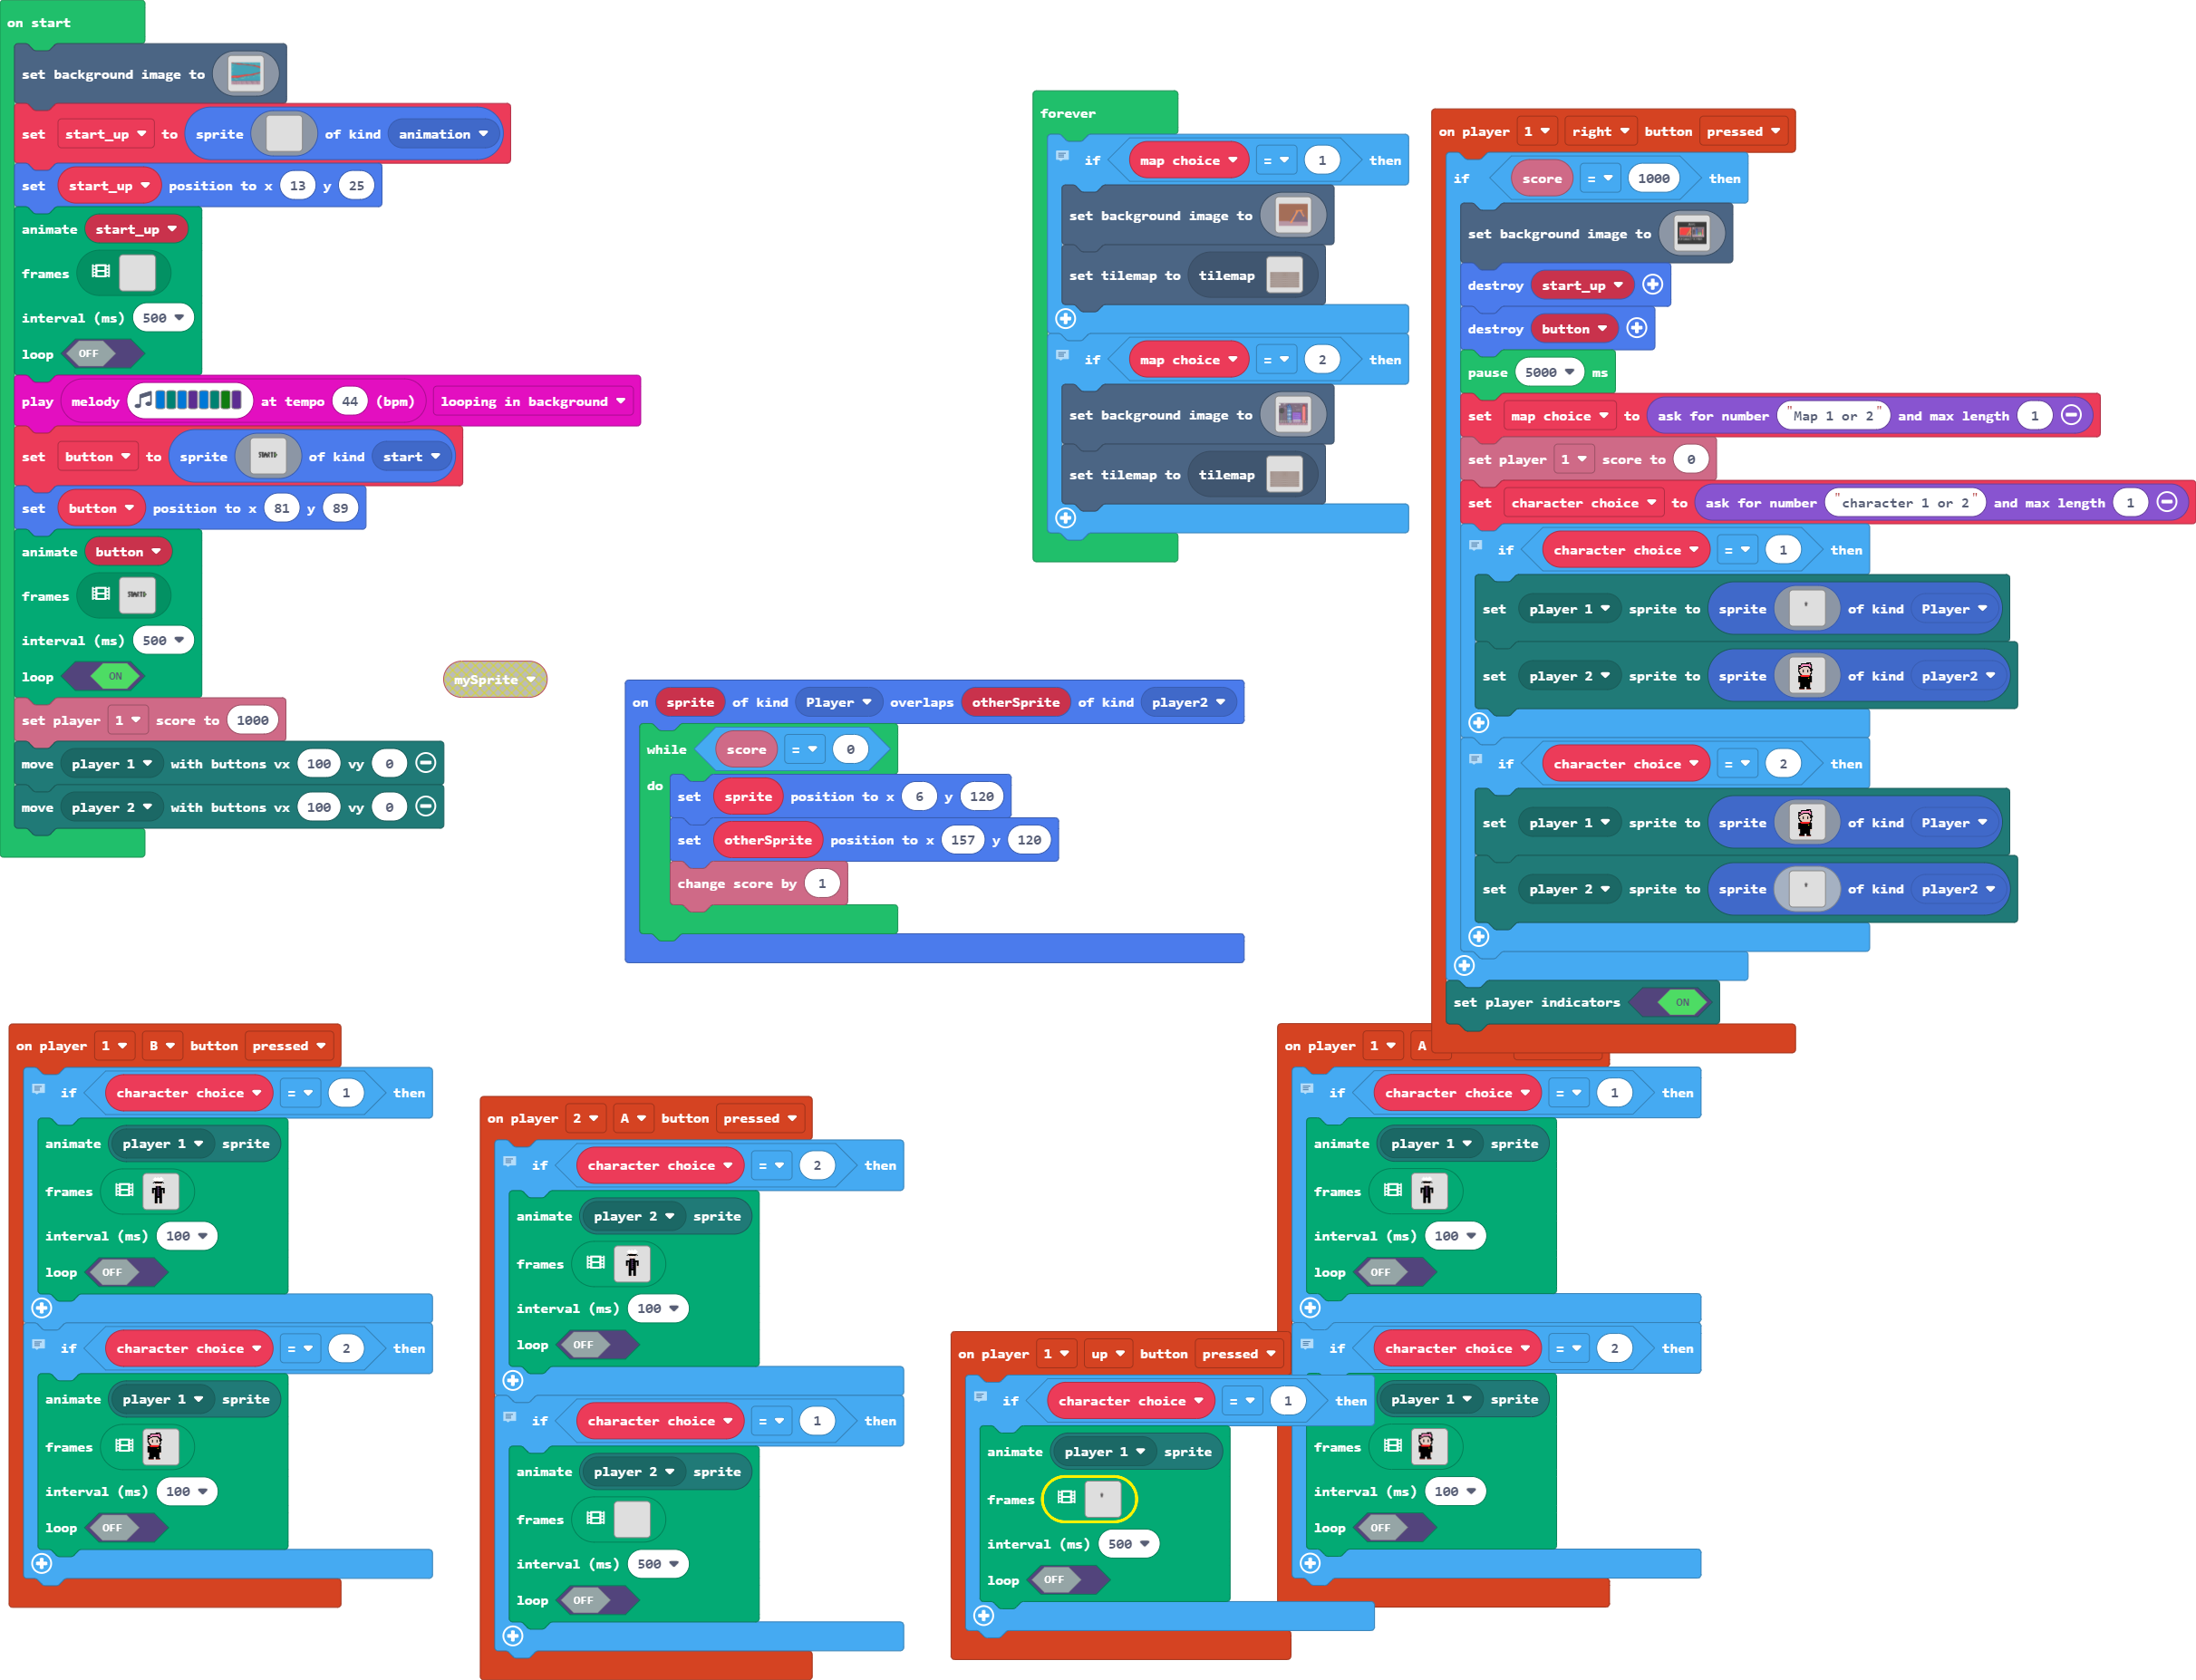 on start
set background image to
set start_up to sprite of kind animation
set start_up position to x 13 y 25
animate start_up
frames
interval (ms) 500
loop OFF
play melody at tempo 44 (bpm) looping in background
set button to sprite of kind start
set button position to x 81 y 89
animate button
frames
interval (ms) 500
loop ON
set player 1 score to 1000
move player 1 with buttons vx 100 vy 0
move player 2 with buttons vx 100 vy 0
mySprite
on sprite of kind Player overlaps otherSprite of kind player2
while score = 0
do
set sprite position to x 6 y 120
set otherSprite position to x 157 y 120
change score by 1
forever
if map choice = 1 then
set background image to
set tilemap to tilemap
if map choice = 2 then
set background image to
set tilemap to tilemap
on player 1 right button pressed
if score = 1000 then
set background image to
destroy start_up
destroy button
pause 5000 ms
set map choice to ask for number "Map 1 or 2" and max length 1
set player 1 score to 0
set character choice to ask for number "character 1 or 2" and max length 1
if character choice = 1 then
set player 1 sprite to sprite of kind Player
set player 2 sprite to sprite of kind player2
if character choice = 2 then
set player 1 sprite to sprite of kind Player
set player 2 sprite to sprite of kind player2
set player indicators ON
on player 1 B button pressed
if character choice = 1 then
animate player 1 sprite
frames
interval (ms) 100
loop OFF
if character choice = 2 then
animate player 1 sprite
frames
interval (ms) 100
loop OFF
on player 2 A button pressed
if character choice = 2 then
animate player 2 sprite
frames
interval (ms) 100
loop OFF
if character choice = 1 then
animate player 2 sprite
frames
interval (ms) 500
loop OFF
on player 1 up button pressed
if character choice = 1 then
animate player 1 sprite
frames
interval (ms) 500
loop OFF
on player 1 A
if character choice = 1 then
animate player 1 sprite
frames
interval (ms) 100
loop OFF
if character choice = 2 then
player 1 sprite
frames
interval (ms) 100
loop OFF